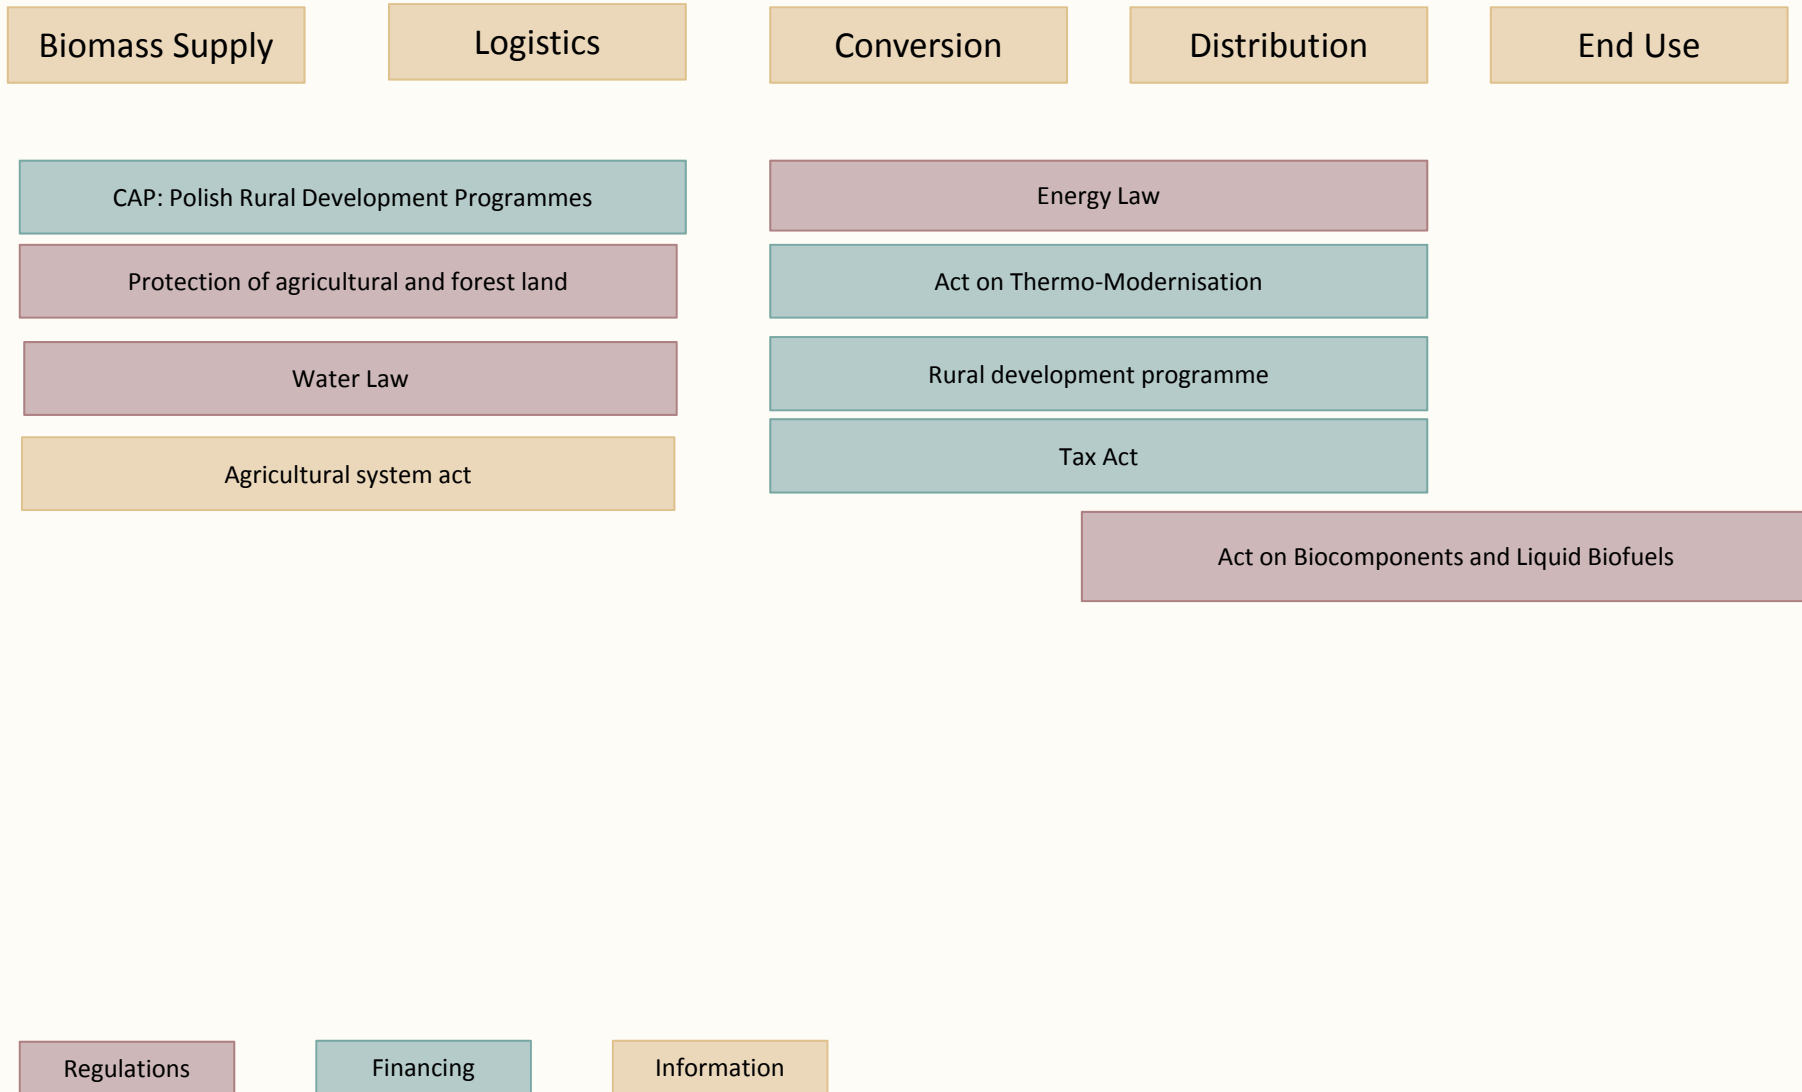 Biomass Supply
Logistics
Conversion
Distribution
End Use
CAP: Polish Rural Development Programmes
Protection of agricultural and forest land
Water Law
Agricultural system act
Energy Law
Act on Thermo-Modernisation
Rural development programme
Tax Act
Act on Biocomponents and Liquid Biofuels
Regulations
Financing
Information